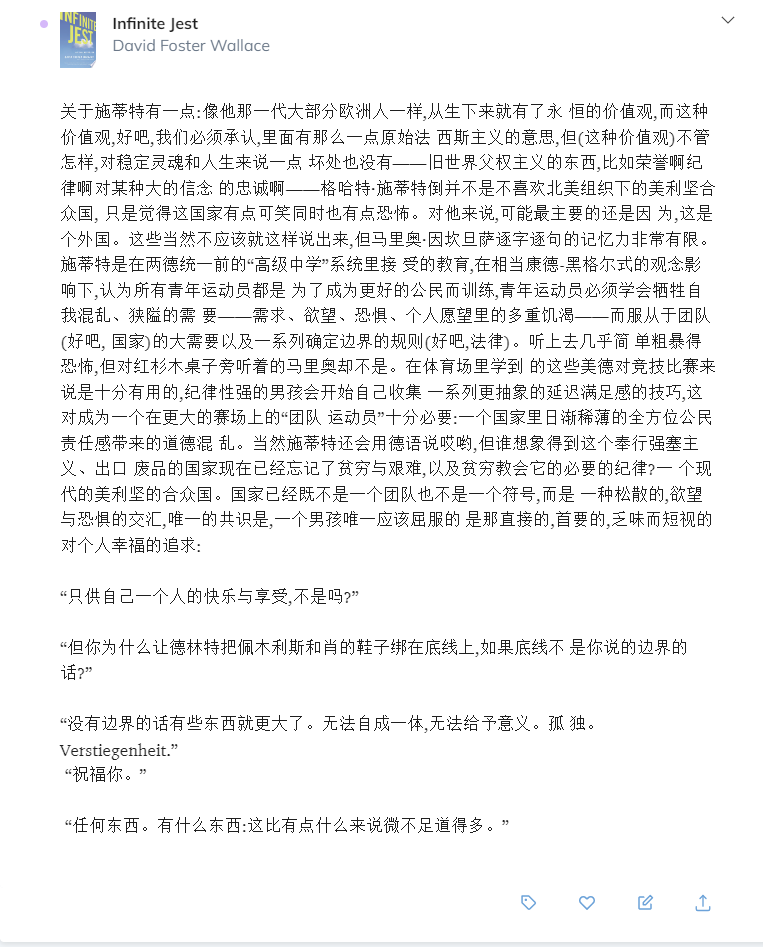 INFINITE
JEST
Infinite Jest
David Foster Wallace
关于施蒂特有一点:像他那一代大部分欧洲人一样,从生下来就有了永 恒的价值观,而这种
价值观,好吧,我们必须承认,里面有那么一点原始法 西斯主义的意思,但(这种价值观)不管
怎样,对稳定灵魂和人生来说一点 坏处也没有——旧世界父权主义的东西,比如荣誉啊纪
律啊对某种大的信念 的忠诚啊——格哈特·施蒂特倒并不是不喜欢北美组织下的美利坚合
众国, 只是觉得这国家有点可笑同时也有点恐怖。对他来说,可能最主要的还是因 为,这是
个外国。这些当然不应该就这样说出来,但马里奥·因坎旦萨逐字逐句的记忆力非常有限。
施蒂特是在两德统一前的“高级中学”系统里接 受的教育,在相当康德-黑格尔式的观念影
响下,认为所有青年运动员都是 为了成为更好的公民而训练,青年运动员必须学会牺牲自
我混乱、狭隘的需 要——需求、欲望、恐惧、个人愿望里的多重饥渴——而服从于团队
(好吧, 国家)的大需要以及一系列确定边界的规则(好吧,法律)。听上去几乎简 单粗暴得
恐怖,但对红杉木桌子旁听着的马里奥却不是。在体育场里学到 的这些美德对竞技比赛来
说是十分有用的,纪律性强的男孩会开始自己收集 一系列更抽象的延迟满足感的技巧,这
对成为一个在更大的赛场上的“团队 运动员”十分必要:一个国家里日渐稀薄的全方位公民
责任感带来的道德混 乱。当然施蒂特还会用德语说哎哟,但谁想象得到这个奉行强塞主
义、出口 废品的国家现在已经忘记了贫穷与艰难,以及贫穷教会它的必要的纪律?一 个现
代的美利坚的合众国。国家已经既不是一个团队也不是一个符号,而是 一种松散的,欲望
与恐惧的交汇,唯一的共识是,一个男孩唯一应该屈服的 是那直接的,首要的,乏味而短视的
对个人幸福的追求:
“只供自己一个人的快乐与享受,不是吗?”
“但你为什么让德林特把佩木利斯和肖的鞋子绑在底线上,如果底线不 是你说的边界的
话?”
“没有边界的话有些东西就更大了。无法自成一体,无法给予意义。孤 独。
Verstiegenheit.”
“祝福你。”
“任何东西。有什么东西:这比有点什么来说微不足道得多。”